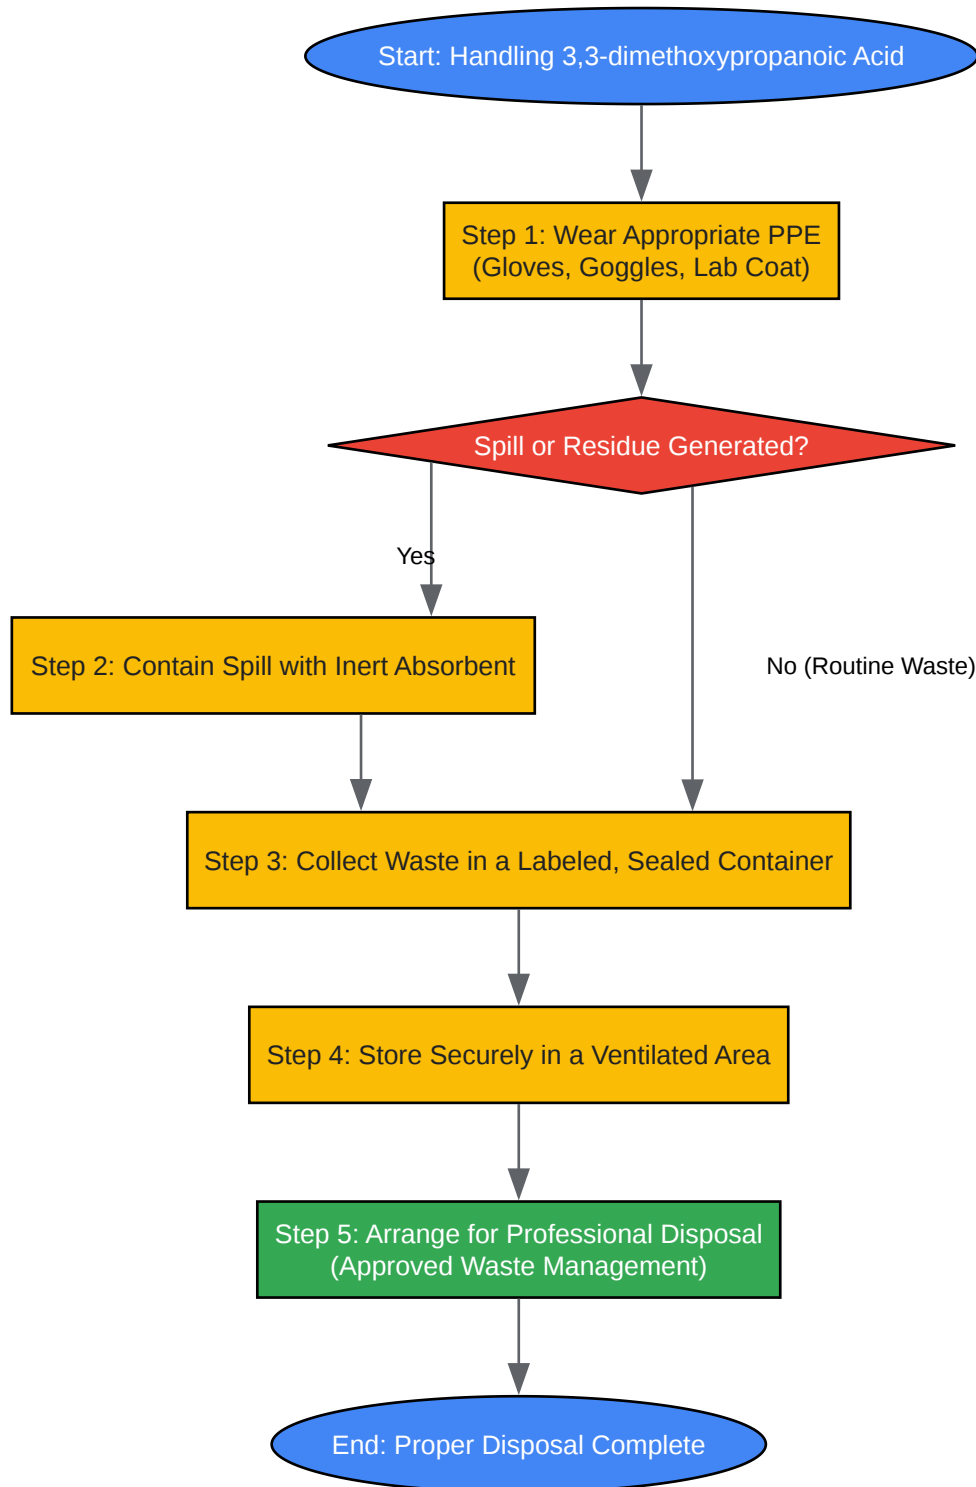 Start: Handling 3,3-dimethoxypropanoic Acid
Step 1: Wear Appropriate PPE
(Gloves, Goggles, Lab Coat)
Spill or Residue Generated?
Yes
Step 2: Contain Spill with Inert Absorbent
No (Routine Waste)
Step 3: Collect Waste in a Labeled, Sealed Container
Step 4: Store Securely in a Ventilated Area
Step 5: Arrange for Professional Disposal
(Approved Waste Management)
End: Proper Disposal Complete